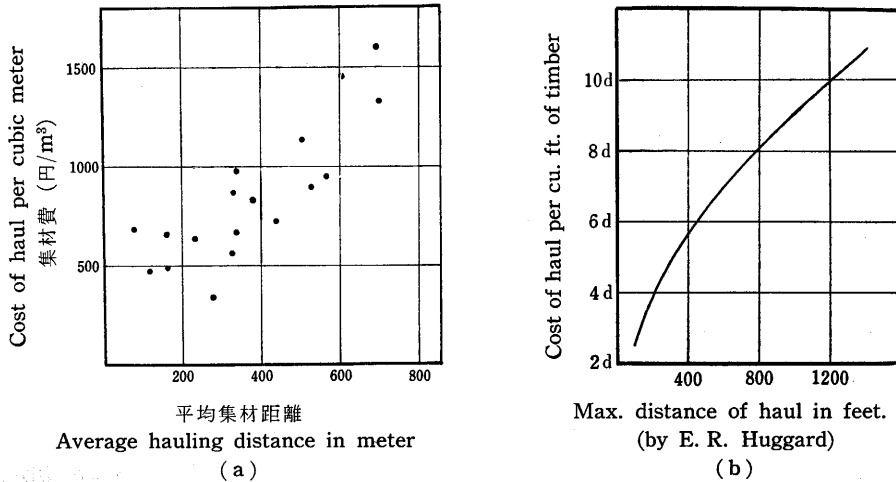 Cost of haul per cubic meter
集材費 (円/m³)
1500
1000
500
200 400 600 800
平均集材距離
Average hauling distance in meter
(a)
Cost of haul per cu. ft. of timber
10d
8d
6d
4d
2d
400 800 1200
Max. distance of haul in feet.
(by E. R. Huggard)
(b)